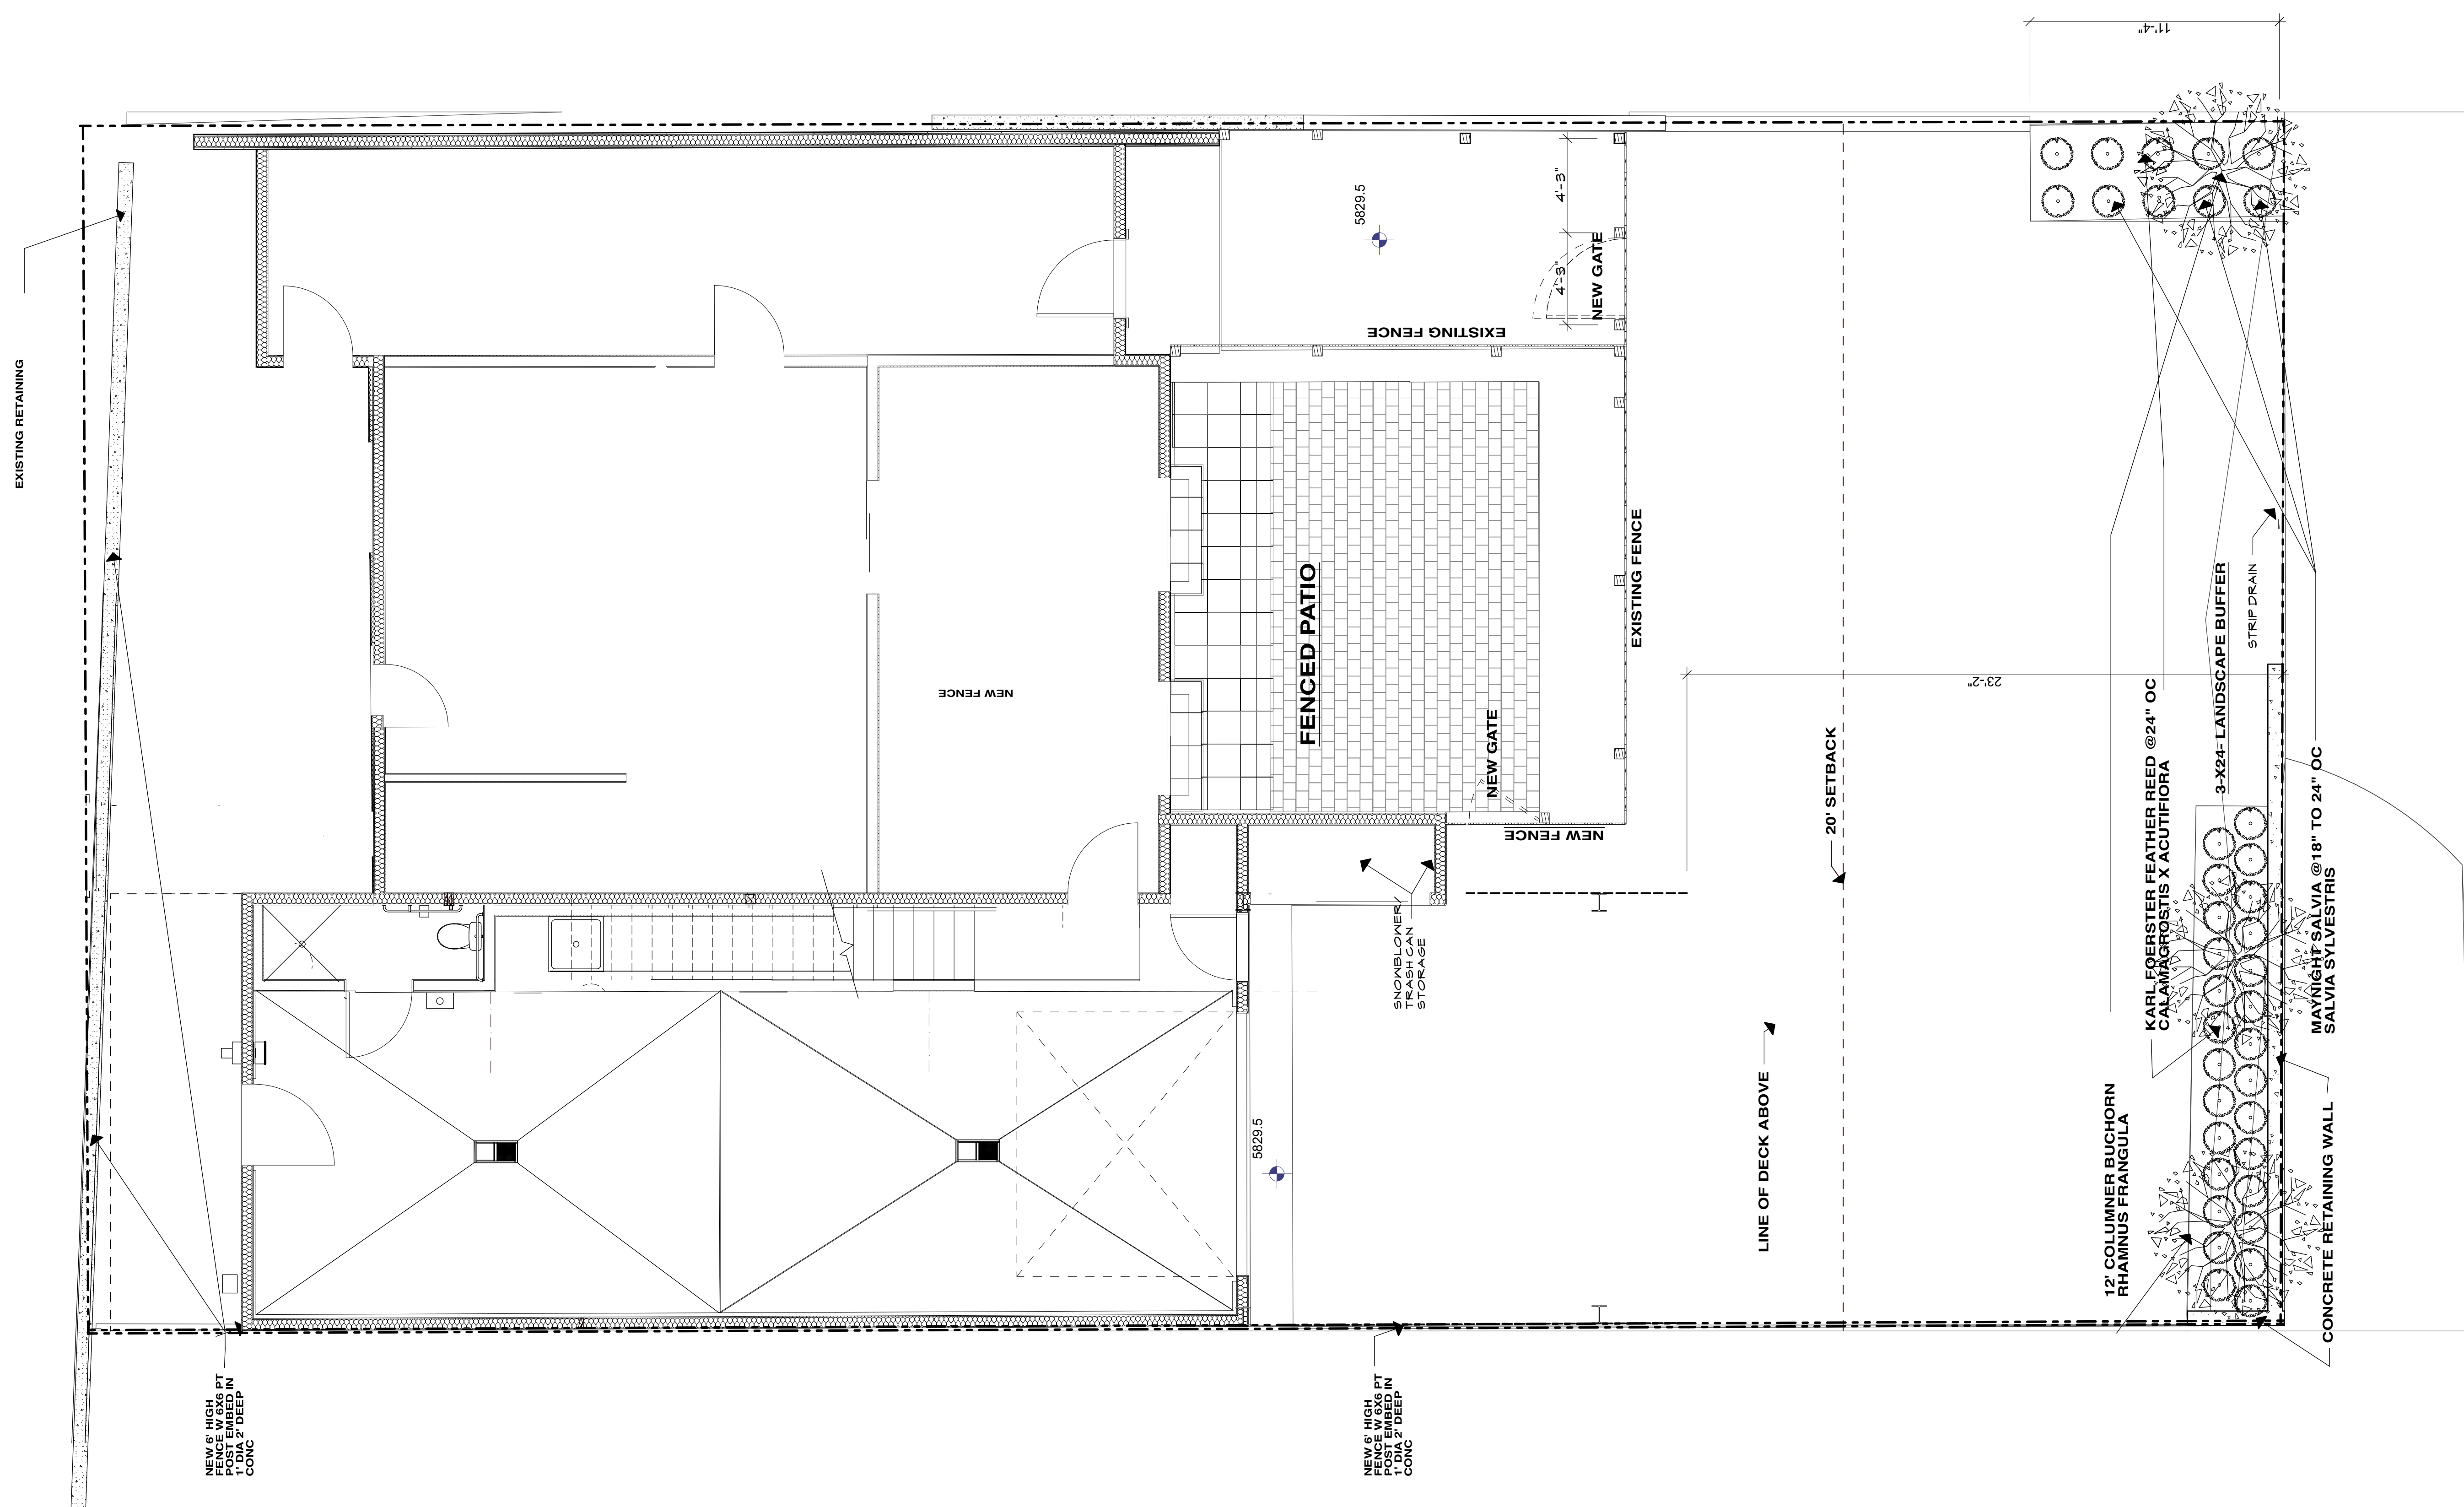 11'-4"
EXISTING RETAINING
5829.5
4'-3"
4'-3"
NEW GATE
EXISTING FENCE
FENCED PATIO
EXISTING FENCE
NEW FENCE
NEW GATE
NEW FENCE
23'-2"
20' SETBACK
STRIP DRAIN
3-X24- LANDSCAPE BUFFER
KARL FOERSTER FEATHER REED @24" OC
CALAMAGROSTIS X ACUTIFIORA
MAYNIGHT SALVIA @18" TO 24" OC
SALVIA SYLVESTRIS
SNOWBLOWER/
TRASH CAN
STORAGE
5829.5
LINE OF DECK ABOVE
12' COLUMNER BUCHORN
RHAMNUS FRANGULA
CONCRETE RETAINING WALL
NEW 6' HIGH
FENCE W 6X6 PT
POST EMBED IN
1' DIA 2' DEEP
CONC
NEW 6' HIGH
FENCE W 6X6 PT
POST EMBED IN
1' DIA 2' DEEP
CONC